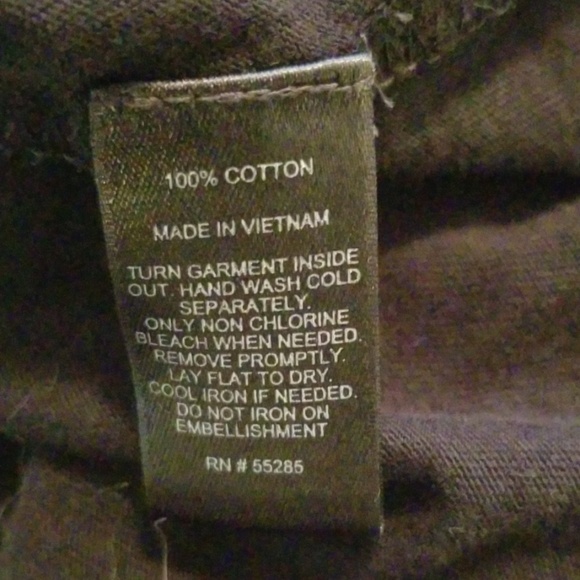 100% COTTON
MADE IN VIETNAM
TURN GARMENT INSIDE
OUT. HAND WASH COLD
SEPARATELY.
ONLY NON CHLORINE
BLEACH WHEN NEEDED.
REMOVE PROMPTLY.
LAY FLAT TO DRY.
COOL IRON IF NEEDED.
DO NOT IRON ON
EMBELLISHMENT
RN # 55285